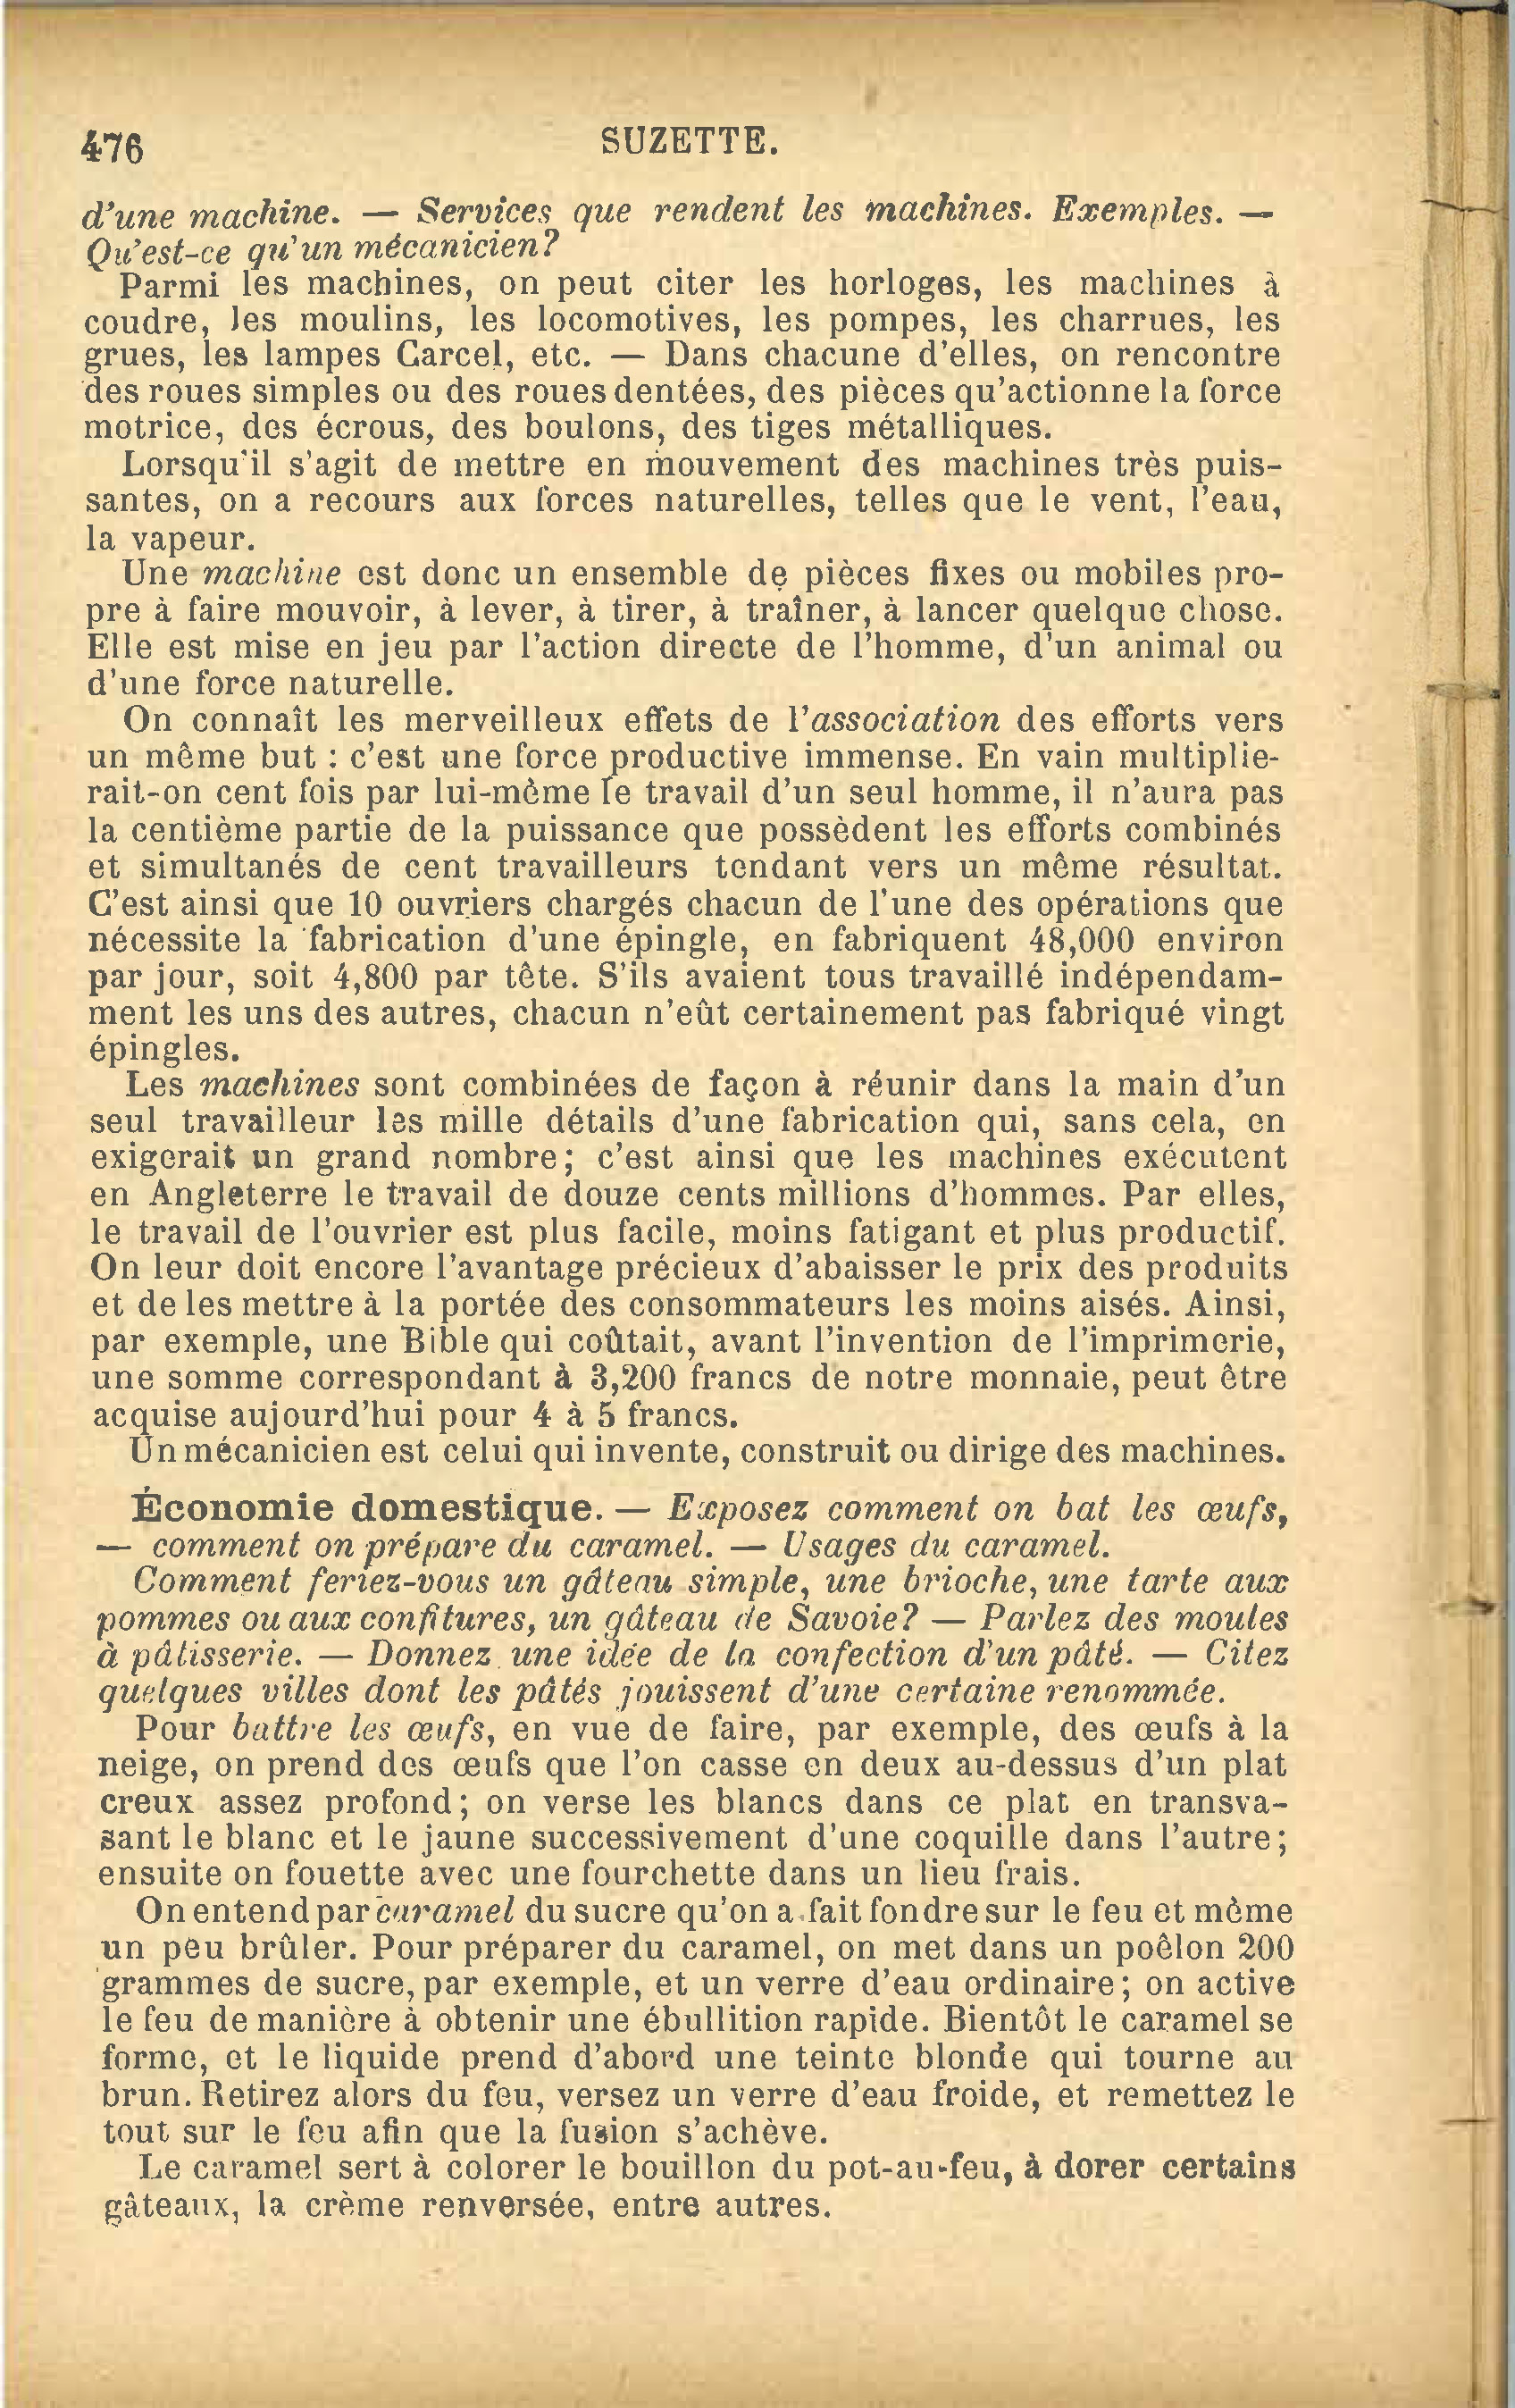 476
SUZETTE.
d'une machine. — Services que rendent les machines. Exemples. —
Qu'est-ce qu'un mécanicien?
Parmi les machines, on peut citer les horloges, les machines à
coudre, les moulins, les locomotives, les pompes, les charrues, les
grues, les lampes Carcel, etc. — Dans chacune d'elles, on rencontre
des roues simples ou des roues dentées, des pièces qu'actionne la force
motrice, des écrous, des boulons, des tiges métalliques.
Lorsqu'il s'agit de mettre en mouvement des machines très puis-
santes, on a recours aux forces naturelles, telles que le vent, l'eau,
la vapeur.
Une machine est donc un ensemble de pièces fixes ou mobiles pro-
pre à faire mouvoir, à lever, à tirer, à traîner, à lancer quelque chose.
Elle est mise en jeu par l'action directe de l'homme, d'un animal ou
d'une force naturelle.
On connaît les merveilleux effets de l'association des efforts vers
un même but : c'est une force productive immense. En vain multiplie-
rait-on cent fois par lui-même le travail d'un seul homme, il n'aura pas
la centième partie de la puissance que possèdent les efforts combinés
et simultanés de cent travailleurs tendant vers un même résultat.
C'est ainsi que 10 ouvriers chargés chacun de l'une des opérations que
nécessite la fabrication d'une épingle, en fabriquent 48,000 environ
par jour, soit 4,800 par tête. S'ils avaient tous travaillé indépendam-
ment les uns des autres, chacun n'eût certainement pas fabriqué vingt
épingles.
Les machines sont combinées de façon à réunir dans la main d'un
seul travailleur les mille détails d'une fabrication qui, sans cela, en
exigerait un grand nombre; c'est ainsi que les machines exécutent
en Angleterre le travail de douze cents millions d'hommes. Par elles,
le travail de l'ouvrier est plus facile, moins fatigant et plus productif.
On leur doit encore l'avantage précieux d'abaisser le prix des produits
et de les mettre à la portée des consommateurs les moins aisés. Ainsi,
par exemple, une Bible qui coûtait, avant l'invention de l'imprimerie,
une somme correspondant à 3,200 francs de notre monnaie, peut être
acquise aujourd'hui pour 4 à 5 francs.
Un mécanicien est celui qui invente, construit ou dirige des machines.
Économie domestique. — Exposez comment on bat les œufs,
— comment on prépare du caramel. — Usages du caramel.
Comment feriez-vous un gâteau simple, une brioche, une tarte aux
pommes ou aux confitures, un gâteau de Savoie? — Parlez des moules
à pâtisserie. — Donnez une idée de la confection d'un pâté. — Citez
quelques villes dont les pâtés jouissent d'une certaine renommée.
Pour battre les œufs, en vue de faire, par exemple, des œufs à la
neige, on prend des œufs que l'on casse en deux au-dessus d'un plat
creux assez profond; on verse les blancs dans ce plat en transva-
sant le blanc et le jaune successivement d'une coquille dans l'autre;
ensuite on fouette avec une fourchette dans un lieu frais.
On entend par caramel du sucre qu'on a fait fondre sur le feu et même
un peu brûler. Pour préparer du caramel, on met dans un poêlon 200
grammes de sucre, par exemple, et un verre d'eau ordinaire; on active
le feu de manière à obtenir une ébullition rapide. Bientôt le caramel se
forme, et le liquide prend d'abord une teinte blonde qui tourne au
brun. Retirez alors du feu, versez un verre d'eau froide, et remettez le
tout sur le feu afin que la fusion s'achève.
Le caramel sert à colorer le bouillon du pot-au-feu, à dorer certains
gâteaux, la crème renversée, entre autres.